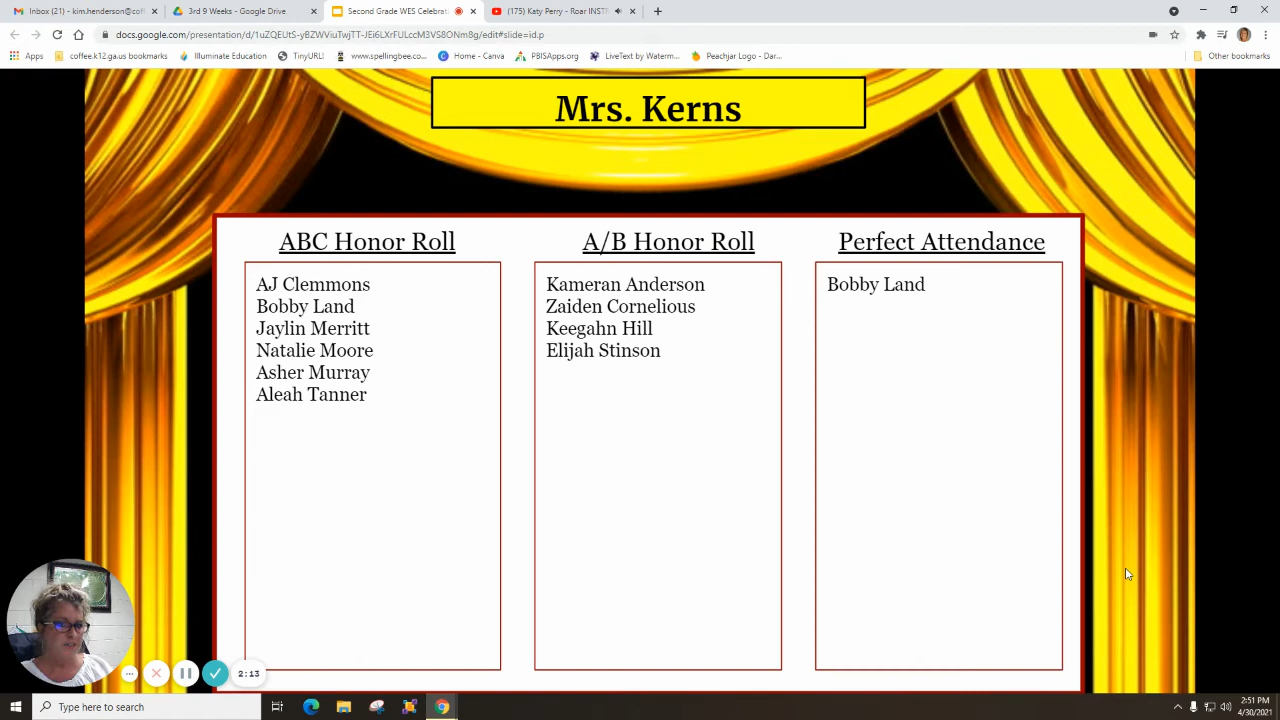 Inbox (21) - kim.henderson@coff
3rd 9 Weeks - Google Drive
Second Grade WES Celebrati
(175) Katy Perry - Roar INSTR
docs.google.com/presentation/d/1uZQEUtS-yBZWViuTwjTT-JEi6LXrFULccM3VS8ONm8g/edit#slide=id.p
Apps
coffee.k12.ga.us bookmarks
Illuminate Education
TinyURL!
www.spellingbee.co...
Home - Canva
PBISApps.org
LiveText by Waterm...
Peachjar Logo - Dar...
Other bookmarks
Mrs. Kerns
ABC Honor Roll
AJ Clemmons
Bobby Land
Jaylin Merritt
Natalie Moore
Asher Murray
Aleah Tanner
A/B Honor Roll
Kameran Anderson
Zaiden Cornelious
Keegahn Hill
Elijah Stinson
Perfect Attendance
Bobby Land
2:13
Type here to search
2:51 PM
4/30/2021